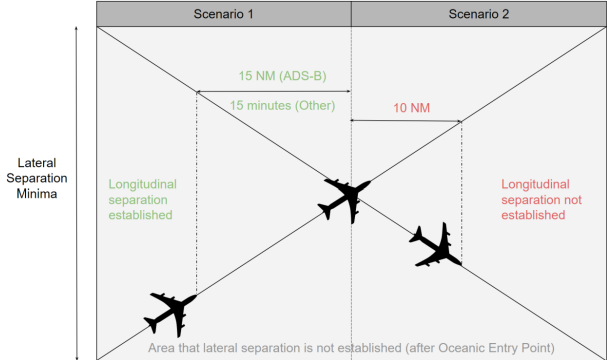 Scenario 1
Scenario 2
15 NM (ADS-B)
15 minutes (Other)
10 NM
Lateral
Separation
Minima
Longitudinal
separation
established
Longitudinal
separation not
established
Area that lateral separation is not established (after Oceanic Entry Point)